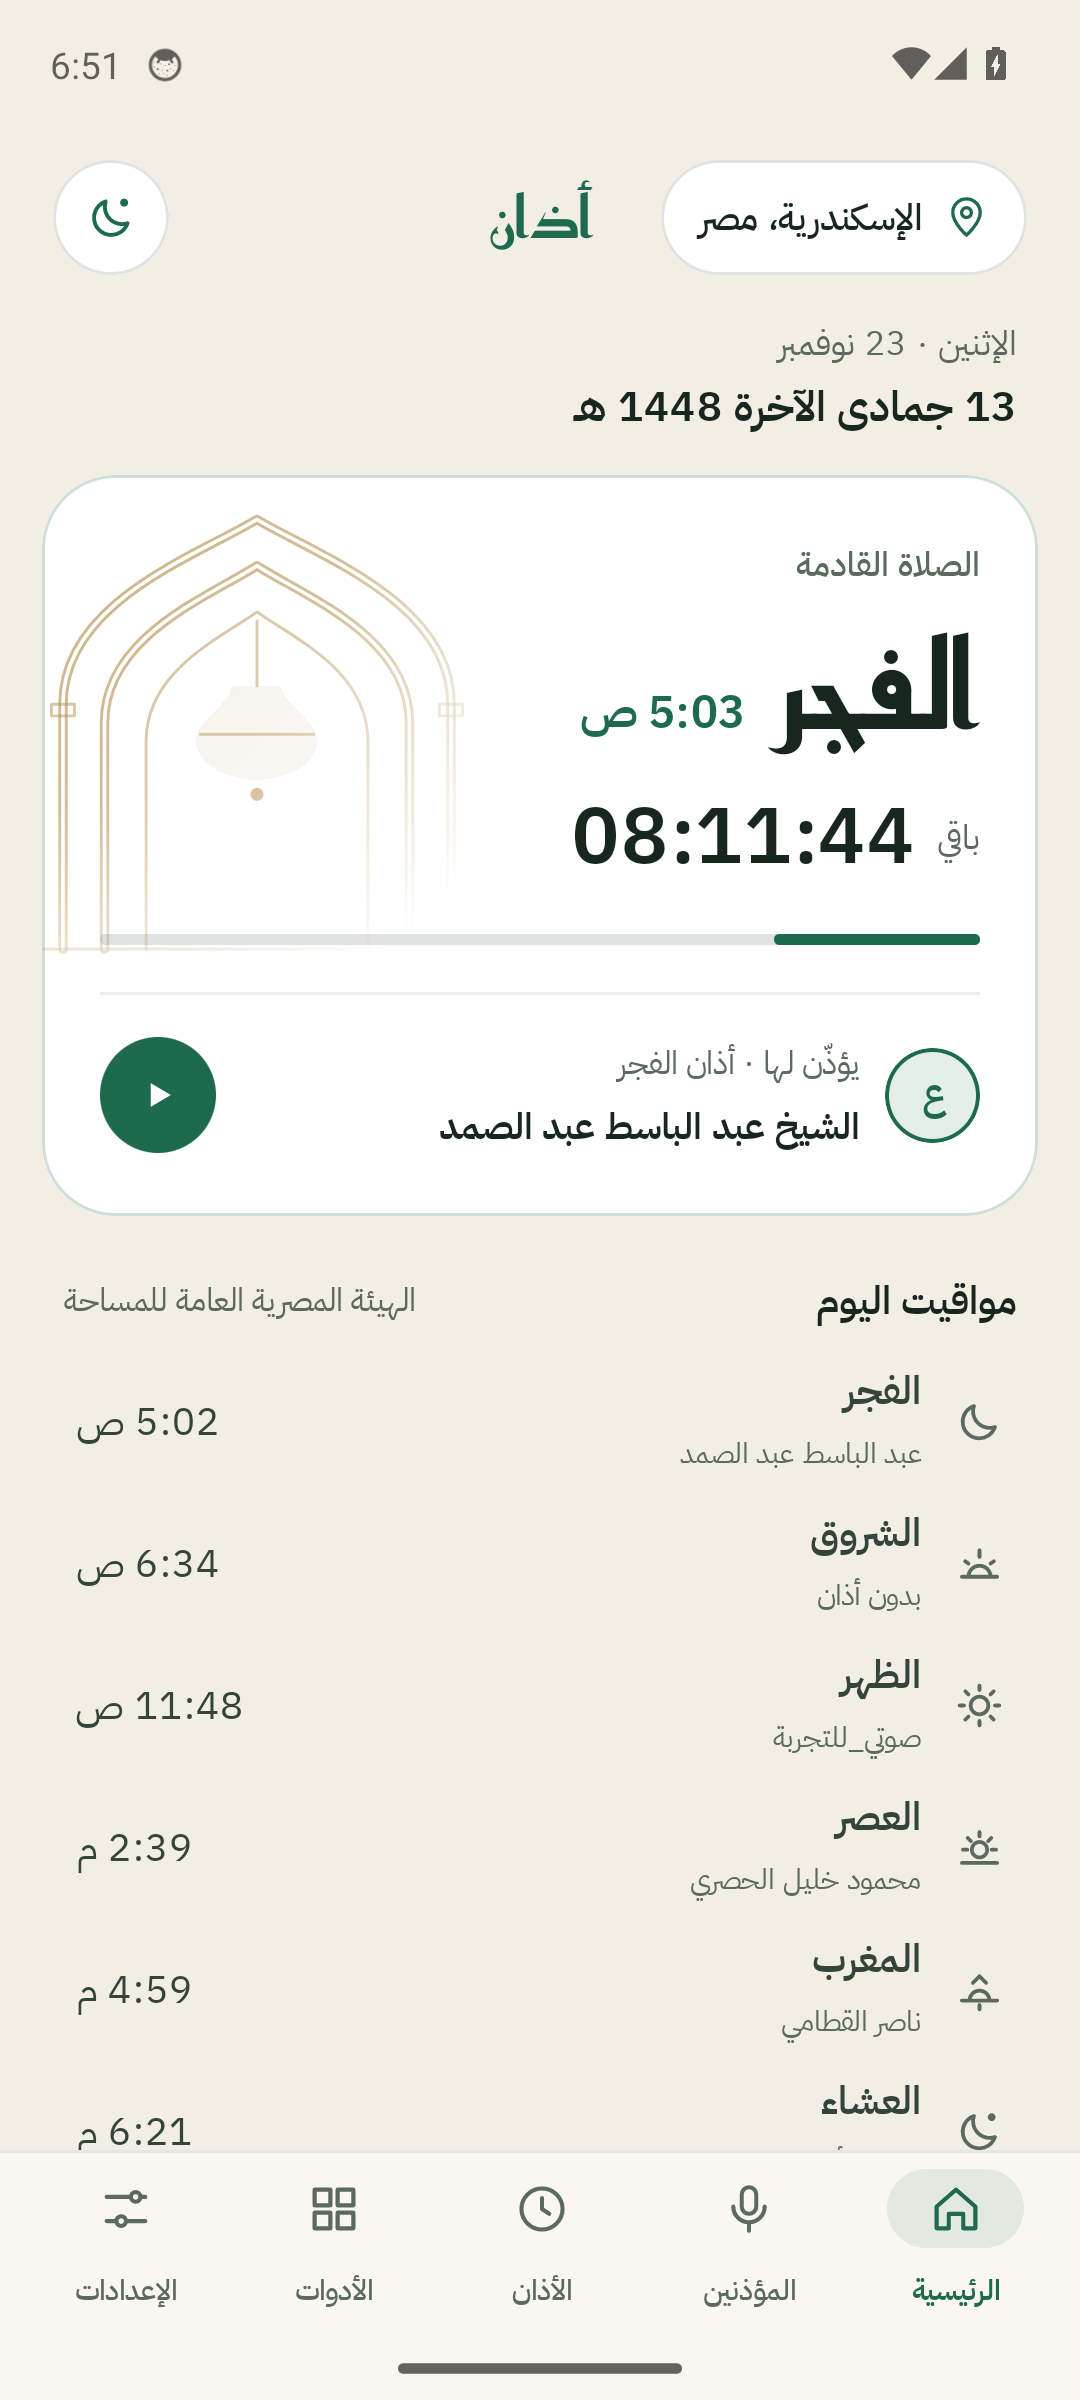 6:51
الإسكندرية، مصر
أذان
الإثنين · 23 نوفمبر
13 جمادى الآخرة 1448 هـ
الصلاة القادمة
الفجر 5:03 ص
باقي 08:11:44
ع
يؤذّن لها · أذان الفجر
الشيخ عبد الباسط عبد الصمد
مواقيت اليوم
الهيئة المصرية العامة للمساحة
الفجر
عبد الباسط عبد الصمد
5:02 ص
الشروق
بدون أذان
6:34 ص
الظهر
صوتي_للتجربة
11:48 ص
العصر
محمود خليل الحصري
2:39 م
المغرب
ناصر القطامي
4:59 م
العشاء
6:21 م
الرئيسية
المؤذنين
الأذان
الأدوات
الإعدادات